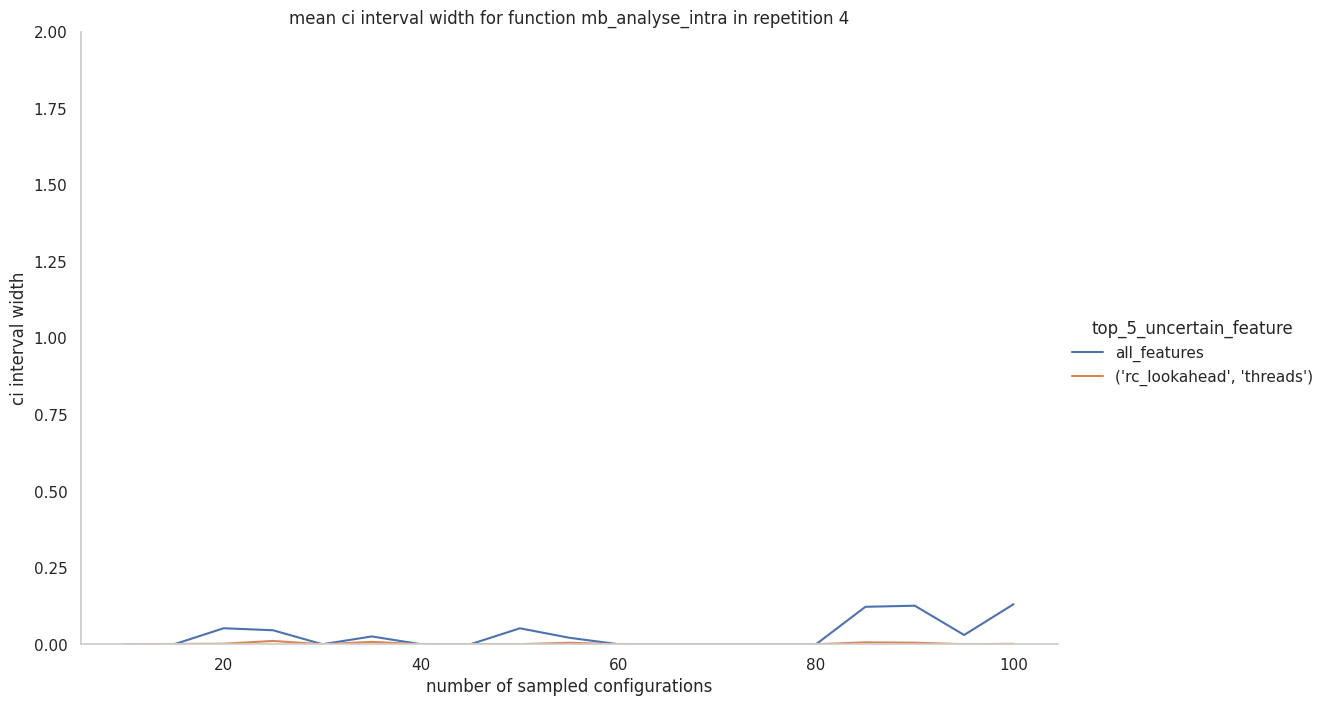 mean ci interval width for function mb_analyse_intra in repetition 4
2.00
1.75
1.50
1.25
1.00
0.75
0.50
0.25
0.00
ci interval width
20
40
60
80
100
number of sampled configurations
top_5_uncertain_feature
all_features
('rc_lookahead', 'threads')